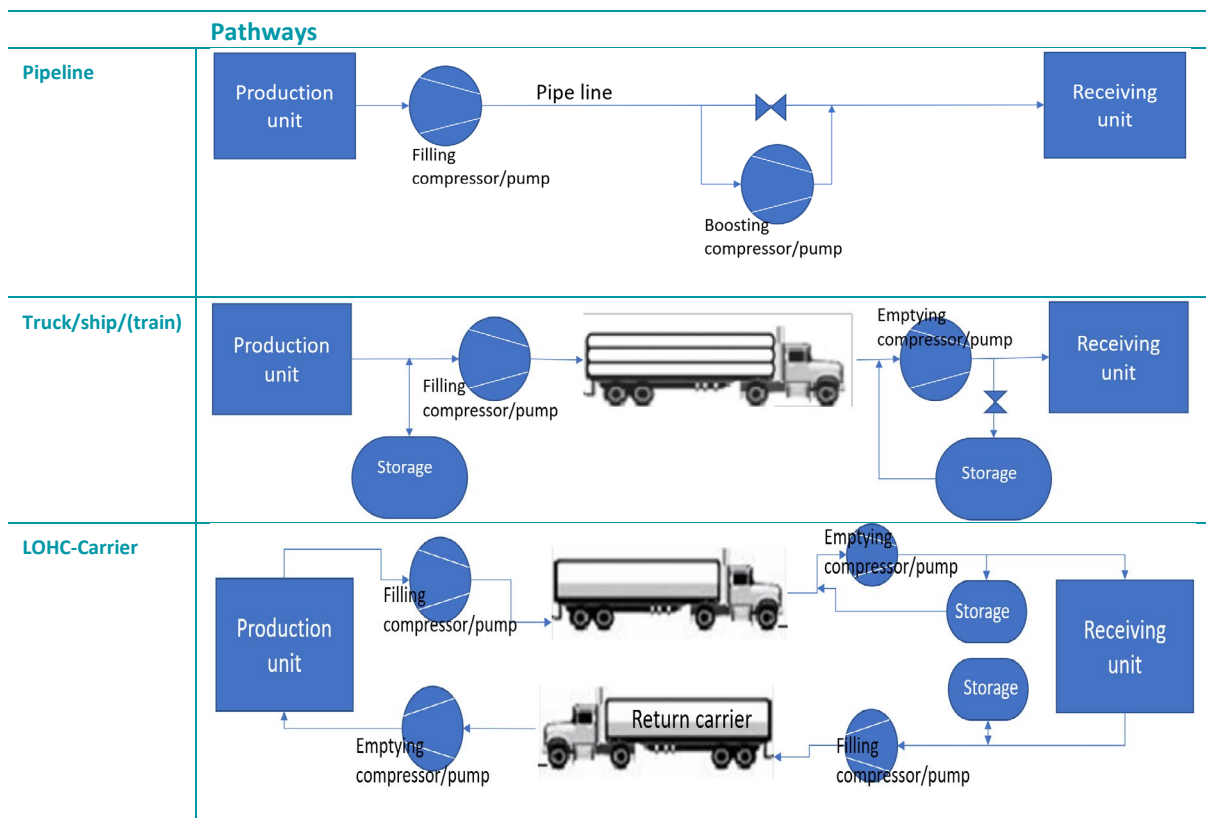 Pathways
Pipeline
Production
unit
Filling
compressor/pump
Pipe line
Boosting
compressor/pump
Receiving
unit
Truck/ship/(train)
Production
unit
Storage
Filling
compressor/pump
Emptying
compressor/pump
Storage
Receiving
unit
LOHC-Carrier
Production
unit
Filling
compressor/pump
Emptying
compressor/pump
Storage
Receiving
unit
Storage
Filling
compressor/pump
Return carrier
Emptying
compressor/pump